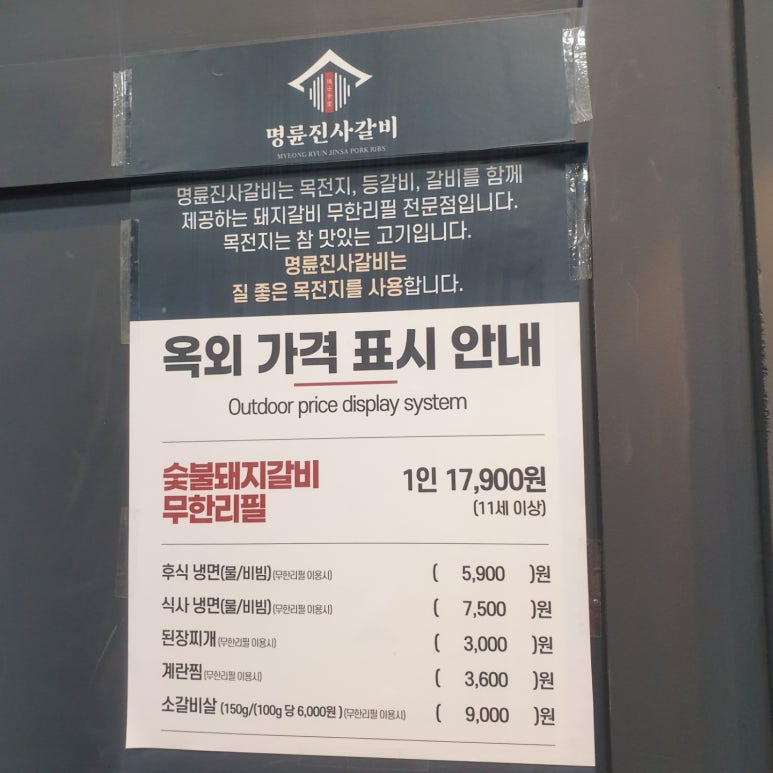 명륜진사갈비
MYEONG RYUN JINSA PORK RIBS
명륜진사갈비는 목전지, 등갈비, 갈비를 함께
제공하는 돼지갈비 무한리필 전문점입니다.
목전지는 참 맛있는 고기입니다.
명륜진사갈비는
질 좋은 목전지를 사용합니다.
옥외 가격 표시 안내
Outdoor price display system
숯불돼지갈비
무한리필
1인 17,900원
(11세 이상)
후식 냉면(물/비빔)(무한리필 이용시) ( 5,900 )원
식사 냉면(물/비빔)(무한리필 이용시) ( 7,500 )원
된장찌개(무한리필 이용시) ( 3,000 )원
계란찜(무한리필 이용시) ( 3,600 )원
소갈비살 (150g/(100g 당 6,000원 )(무한리필 이용시) ( 9,000 )원